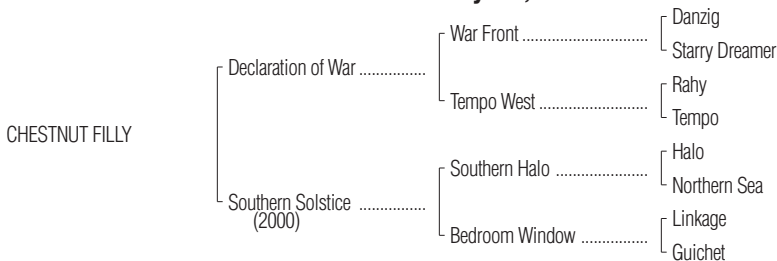 Danzig
War Front ................................
Starry Dreamer
Declaration of War ................
Rahy
Tempo West ............................
Tempo
CHESTNUT FILLY
Halo
Southern Halo .......................
Northern Sea
Southern Solstice ................
(2000)
Linkage
Bedroom Window .................
Guichet